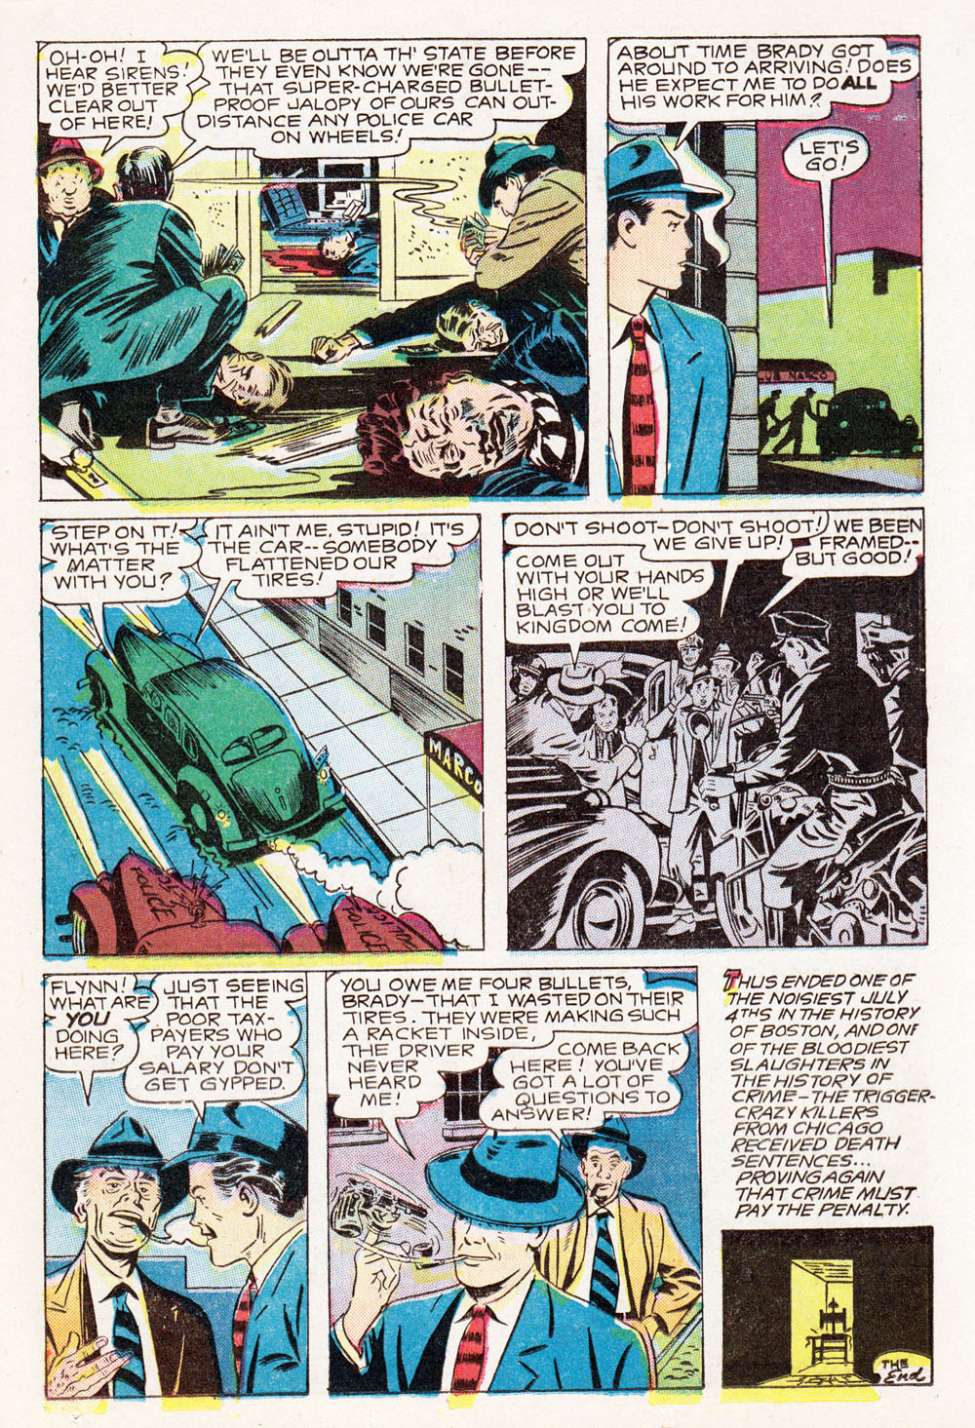 OH-OH! I
HEAR SIRENS!
WE'D BETTER
CLEAR OUT
OF HERE!
WE'LL BE OUTTA TH' STATE BEFORE
THEY EVEN KNOW WE'RE GONE—
THAT SUPER-CHARGED BULLET-
PROOF JALOPY OF OURS CAN OUT-
DISTANCE ANY POLICE CAR
ON WHEELS!
ABOUT TIME BRADY GOT
AROUND TO ARRIVING! DOES
HE EXPECT ME TO DO ALL
HIS WORK FOR HIM?
LET'S
GO!
LUB MARCO
STEP ON IT!
WHAT'S THE
MATTER
WITH YOU?
IT AIN'T ME, STUPID! IT'S
THE CAR-- SOMEBODY
FLATTENED OUR
TIRES!
MARCO
POLICE
POLICE
DON'T SHOOT—DON'T SHOOT!
WE GIVE UP!
WE BEEN
FRAMED--
BUT GOOD!
COME OUT
WITH YOUR HANDS
HIGH OR WE'LL
BLAST YOU TO
KINGDOM COME!
FLYNN!
WHAT ARE
YOU
DOING
HERE?
JUST SEEING
THAT THE
POOR TAX-
PAYERS WHO
PAY YOUR
SALARY DON'T
GET GYPPED.
YOU OWE ME FOUR BULLETS,
BRADY—THAT I WASTED ON THEIR
TIRES. THEY WERE MAKING SUCH
A RACKET INSIDE,
THE DRIVER
NEVER
HEARD
ME!
COME BACK
HERE! YOU'VE
GOT A LOT OF
QUESTIONS TO
ANSWER!
THUS ENDED ONE OF
THE NOISIEST JULY
4THS IN THE HISTORY
OF BOSTON, AND ONE
OF THE BLOODIEST
SLAUGHTERS IN
THE HISTORY OF
CRIME—THE TRIGGER-
CRAZY KILLERS
FROM CHICAGO
RECEIVED DEATH
SENTENCES...
PROVING AGAIN
THAT CRIME MUST
PAY THE PENALTY.
THE
End